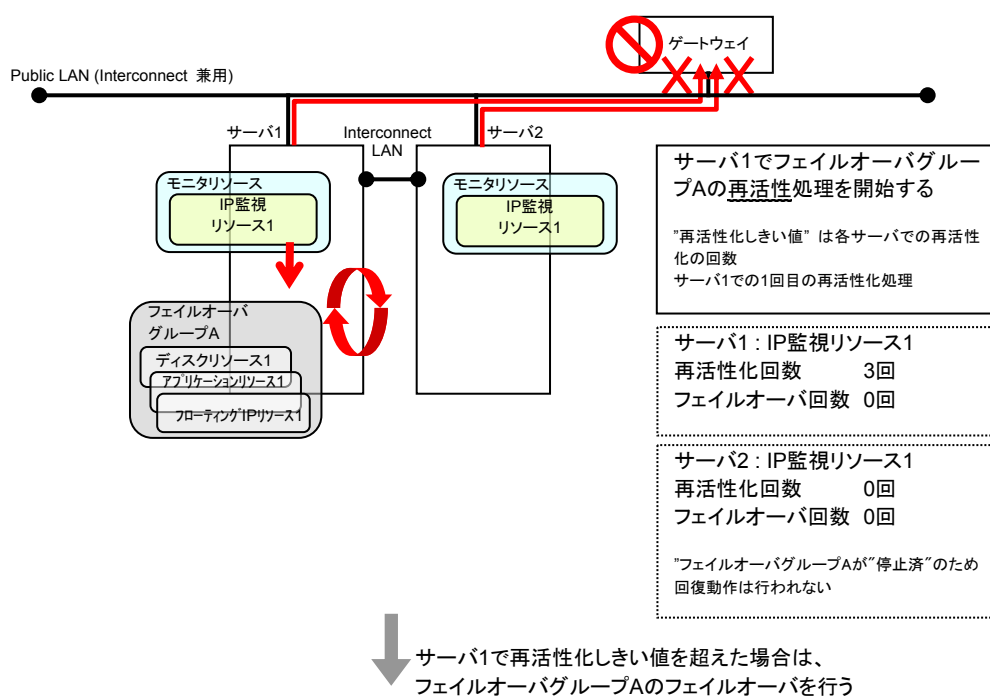 ゲートウェイ
Public LAN (Interconnect 兼用)
サーバ1
Interconnect
LAN
サーバ2
モニタリソース
IP監視
リソース1
モニタリソース
IP監視
リソース1
フェイルオーバ
グループA
ディスクリソース1
アプリケーションリソース1
フローティングIPリソース1
サーバ1でフェイルオーバグルー
プAの再活性処理を開始する
"再活性化しきい値" は各サーバでの再活性
化の回数
サーバ1での1回目の再活性化処理
サーバ1 : IP監視リソース1
再活性化回数 3回
フェイルオーバ回数 0回
サーバ2 : IP監視リソース1
再活性化回数 0回
フェイルオーバ回数 0回
"フェイルオーバグループAが"停止済"のため
回復動作は行われない
サーバ1で再活性化しきい値を超えた場合は、
フェイルオーバグループAのフェイルオーバを行う